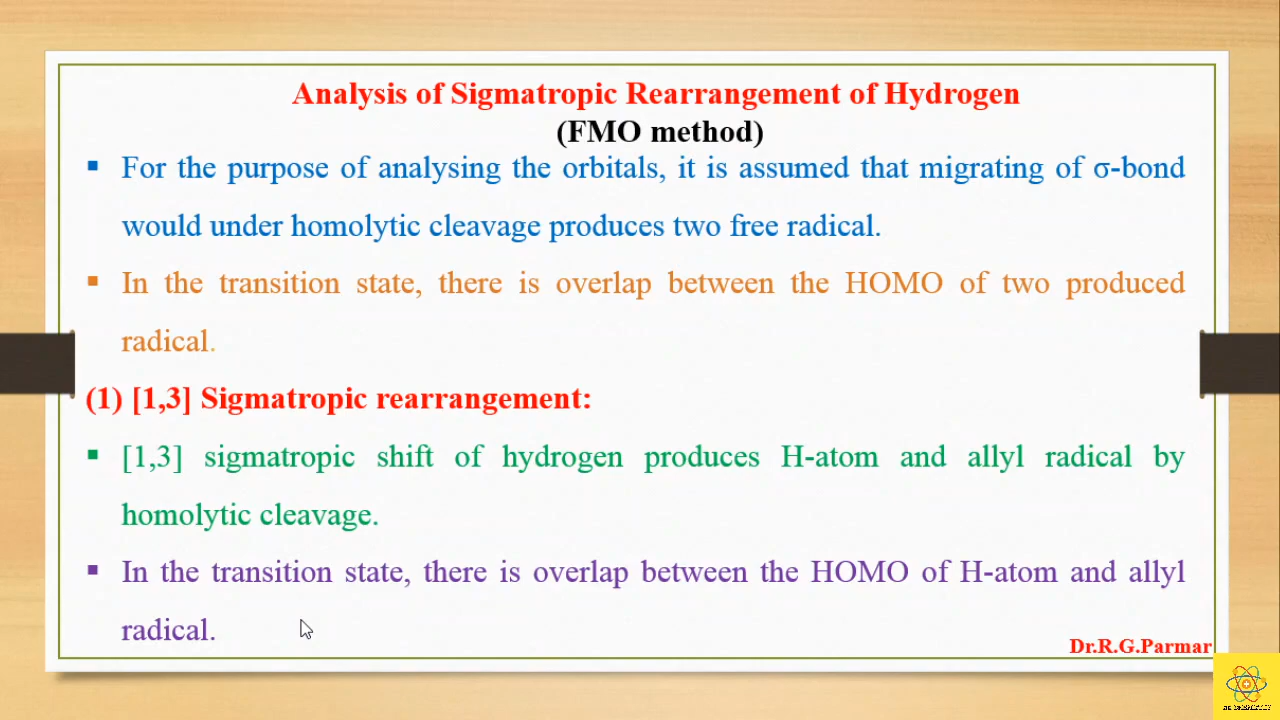 Analysis of Sigmatropic Rearrangement of Hydrogen
(FMO method)
▪ For the purpose of analysing the orbitals, it is assumed that migrating of σ-bond
would under homolytic cleavage produces two free radical.
▪ In the transition state, there is overlap between the HOMO of two produced
radical.
(1) [1,3] Sigmatropic rearrangement:
▪ [1,3] sigmatropic shift of hydrogen produces H-atom and allyl radical by
homolytic cleavage.
▪ In the transition state, there is overlap between the HOMO of H-atom and allyl
radical.
Dr.R.G.Parmar